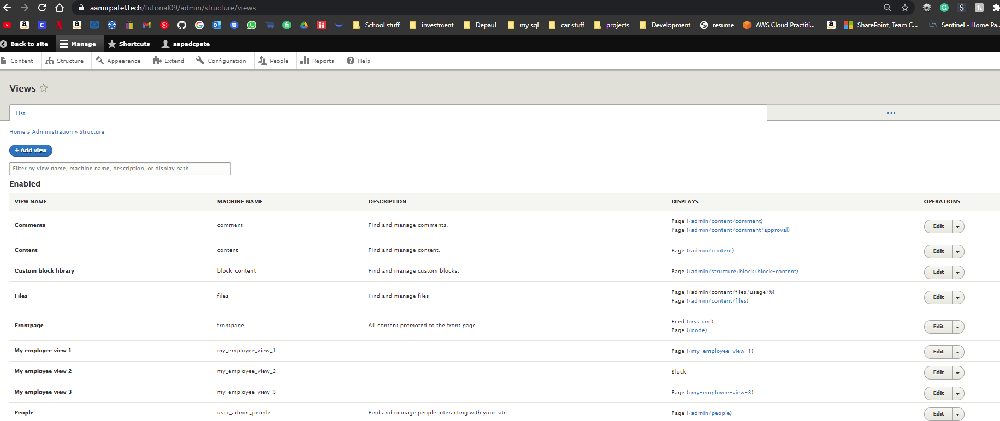 aamirpatel.tech/tutorial09/admin/structure/views
School stuff investment Depaul my sql car stuff projects Development resume AWS Cloud Practiti... SharePoint, Team C... Sentinel - Home Pa...
Back to site Manage Shortcuts aapadcpate
Content Structure Appearance Extend Configuration People Reports Help
Views
List
Home » Administration » Structure
+ Add view
Filter by view name, machine name, description, or display path
Enabled
VIEW NAME MACHINE NAME DESCRIPTION DISPLAYS OPERATIONS
Comments comment Find and manage comments. Page (/admin/content/comment) Edit
Page (/admin/content/comment/approval)
Content content Find and manage content. Page (/admin/content) Edit
Custom block library block_content Find and manage custom blocks. Page (/admin/structure/block/block-content) Edit
Files files Find and manage files. Page (/admin/content/files/usage/%) Edit
Page (/admin/content/files)
Frontpage frontpage All content promoted to the front page. Feed (/rss.xml) Edit
Page (/node)
My employee view 1 my_employee_view_1 Page (/my-employee-view-1) Edit
My employee view 2 my_employee_view_2 Block Edit
My employee view 3 my_employee_view_3 Page (/my-employee-view-3) Edit
People user_admin_people Find and manage people interacting with your site. Page (/admin/people) Edit